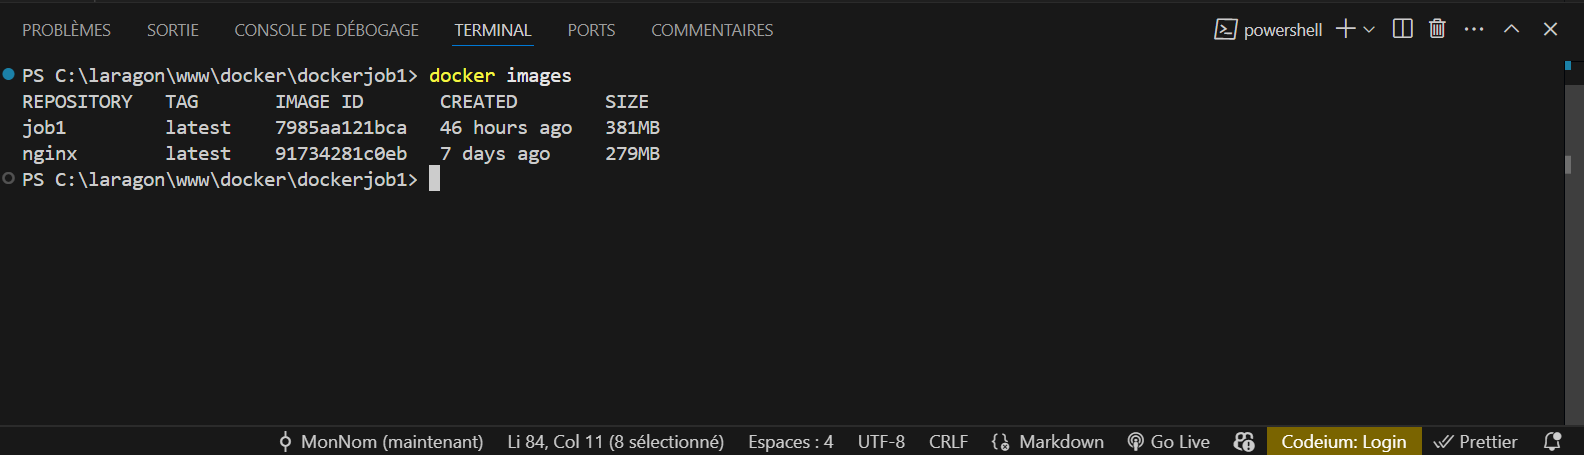 PROBLÈMES SORTIE CONSOLE DE DÉBOGAGE TERMINAL PORTS COMMENTAIRES powershell
PS C:\laragon\www\docker\dockerjob1> docker images
REPOSITORY TAG IMAGE ID CREATED SIZE
job1 latest 7985aa121bca 46 hours ago 381MB
nginx latest 91734281c0eb 7 days ago 279MB
PS C:\laragon\www\docker\dockerjob1>
MonNom (maintenant) Li 84, Col 11 (8 sélectionné) Espaces : 4 UTF-8 CRLF Markdown Go Live Codeium: Login Prettier